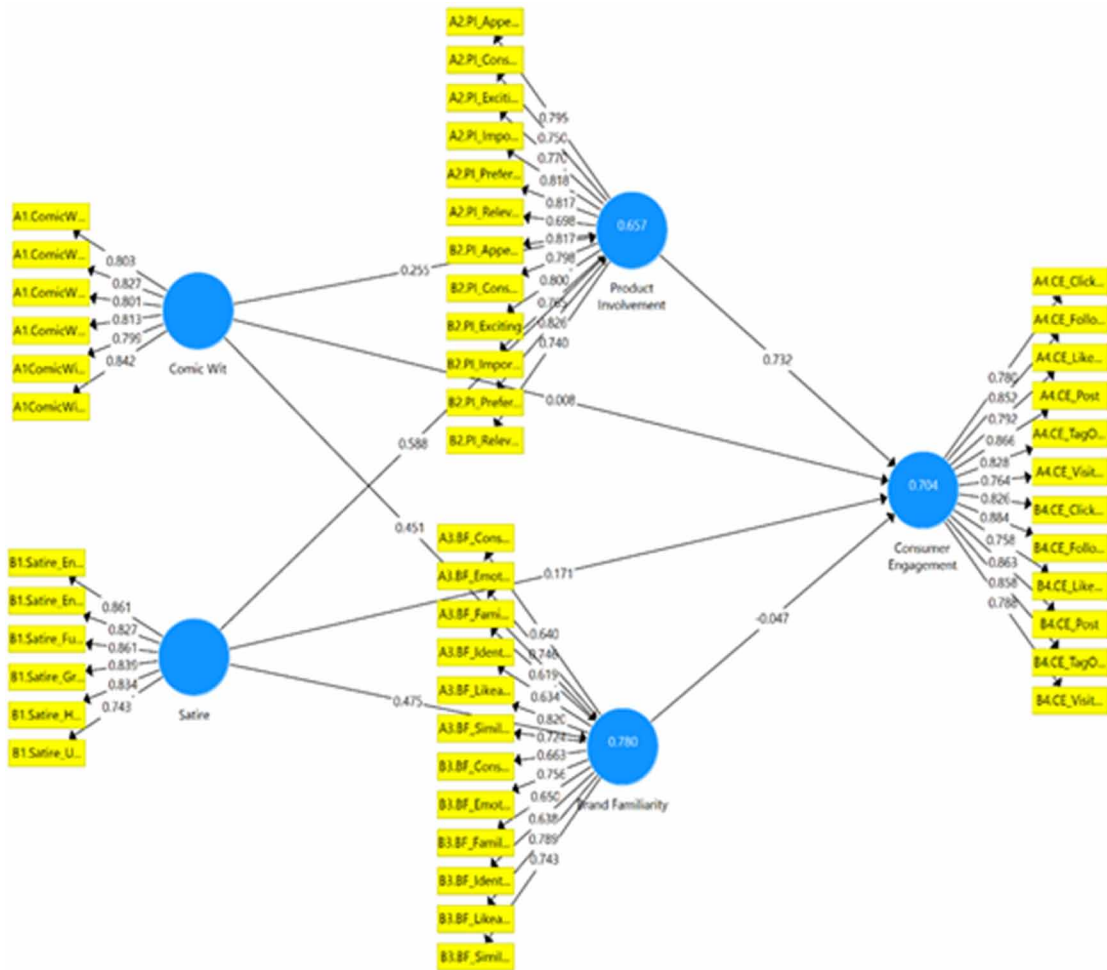 A2.PI_Appe...
A2.PI_Cons...
A2.PI_Exciti...
A2.PI_Impo...
A2.PI_Prefer...
A2.PI_Relev...
B2.PI_Appe...
B2.PI_Cons...
B2.PI_Exciting
B2.PI_Impor...
B2.PI_Prefer...
B2.PI_Relev...
0.795
0.750
0.770
0.818
0.817
0.698
0.817
0.798
0.800
0.765
0.826
0.740
0.657
Product
Involvement
A1.ComicW...
A1.ComicW...
A1.ComicW...
A1.ComicW...
A1ComicWi...
A1ComicWi...
0.803
0.827
0.801
0.813
0.799
0.842
Comic Wit
0.255
0.008
0.451
0.588
0.171
0.475
0.732
-0.047
B1.Satire_En...
B1.Satire_En...
B1.Satire_Fu...
B1.Satire_Gr...
B1.Satire_H...
B1.Satire_U...
0.861
0.827
0.861
0.839
0.834
0.743
Satire
A3.BF_Cons...
A3.BF_Emot...
A3.BF_Fami...
A3.BF_Ident...
A3.BF_Likea...
A3.BF_Simil...
B3.BF_Cons...
B3.BF_Emot...
B3.BF_Famil...
B3.BF_Ident...
B3.BF_Likea...
B3.BF_Simil...
0.640
0.746
0.619
0.634
0.820
0.724
0.663
0.756
0.650
0.638
0.789
0.743
0.780
Brand Familiarity
0.704
Consumer
Engagement
0.780
0.852
0.792
0.866
0.828
0.764
0.826
0.884
0.758
0.863
0.858
0.788
A4.CE_Click...
A4.CE_Follo...
A4.CE_Like...
A4.CE_Post
A4.CE_TagO...
A4.CE_Visit...
B4.CE_Click...
B4.CE_Follo...
B4.CE_Like...
B4.CE_Post
B4.CE_TagO...
B4.CE_Visit...